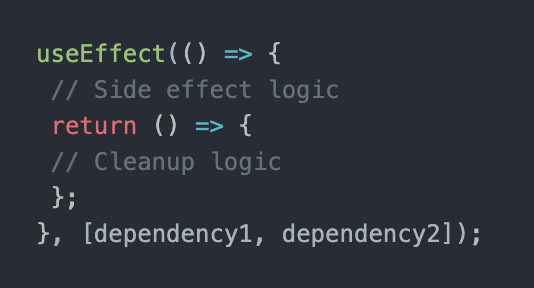 useEffect(() => {
 // Side effect logic
 return () => {
 // Cleanup logic
 };
}, [dependency1, dependency2]);